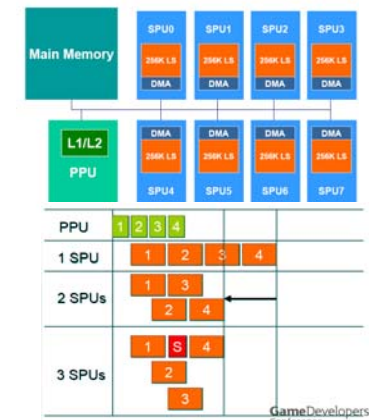 SPU0 SPU1 SPU2 SPU3
Main Memory
256K LS 256K LS 256K LS 256K LS
DMA DMA DMA DMA
L1/L2
PPU
DMA DMA DMA DMA
256K LS 256K LS 256K LS 256K LS
SPU4 SPU5 SPU6 SPU7
PPU 1 2 3 4
1 SPU 1 2 3 4
2 SPUs 1 3
2 4
3 SPUs 1 S 4
2
3
GameDevelopers